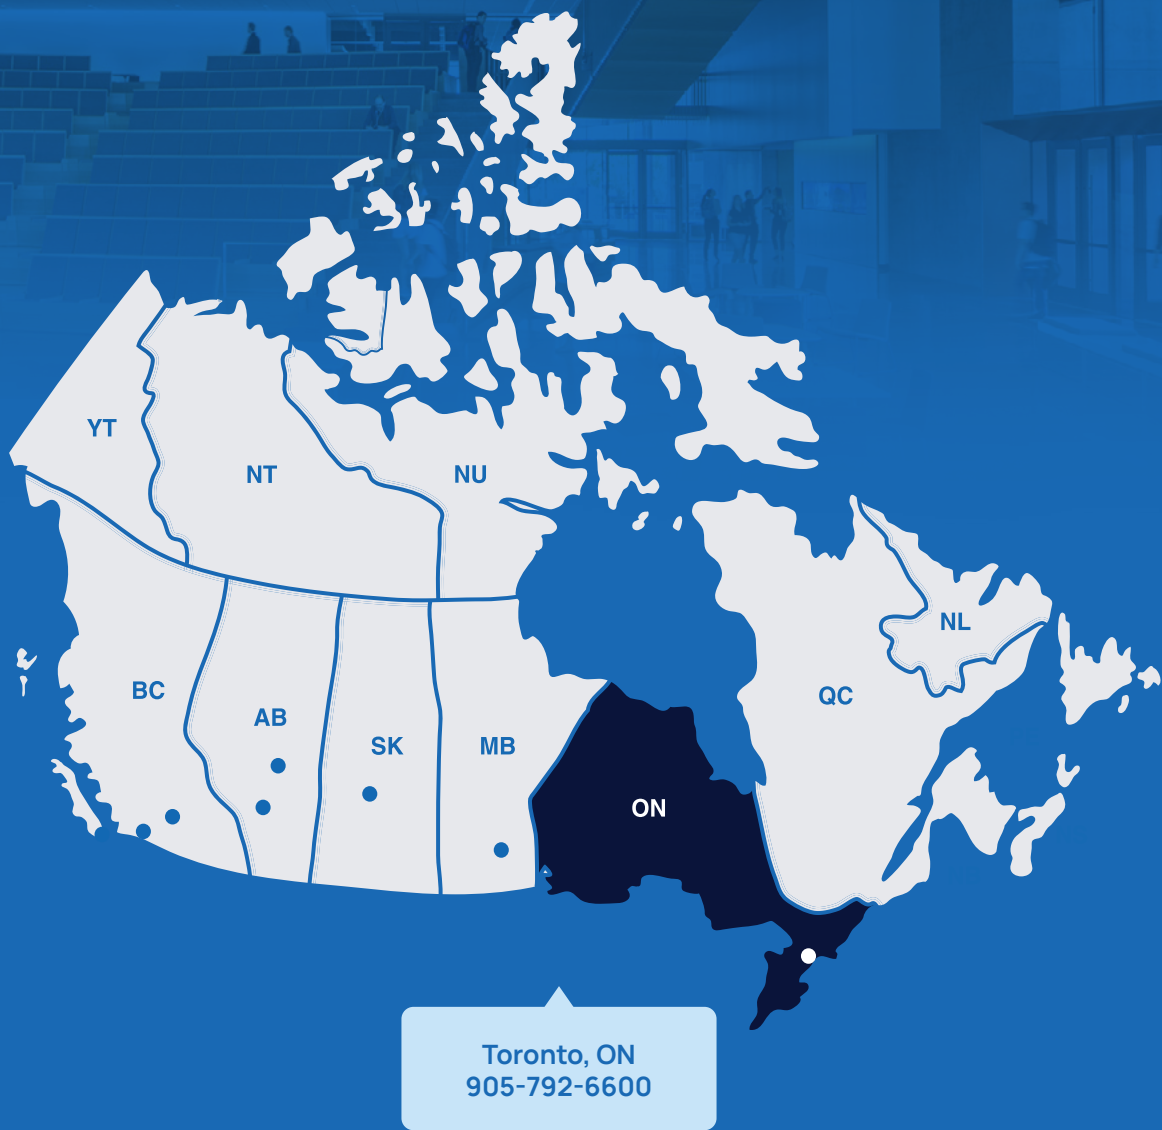 YT
NT
NU
NL
BC
QC
AB
SK
MB
ON
Toronto, ON
905-792-6600